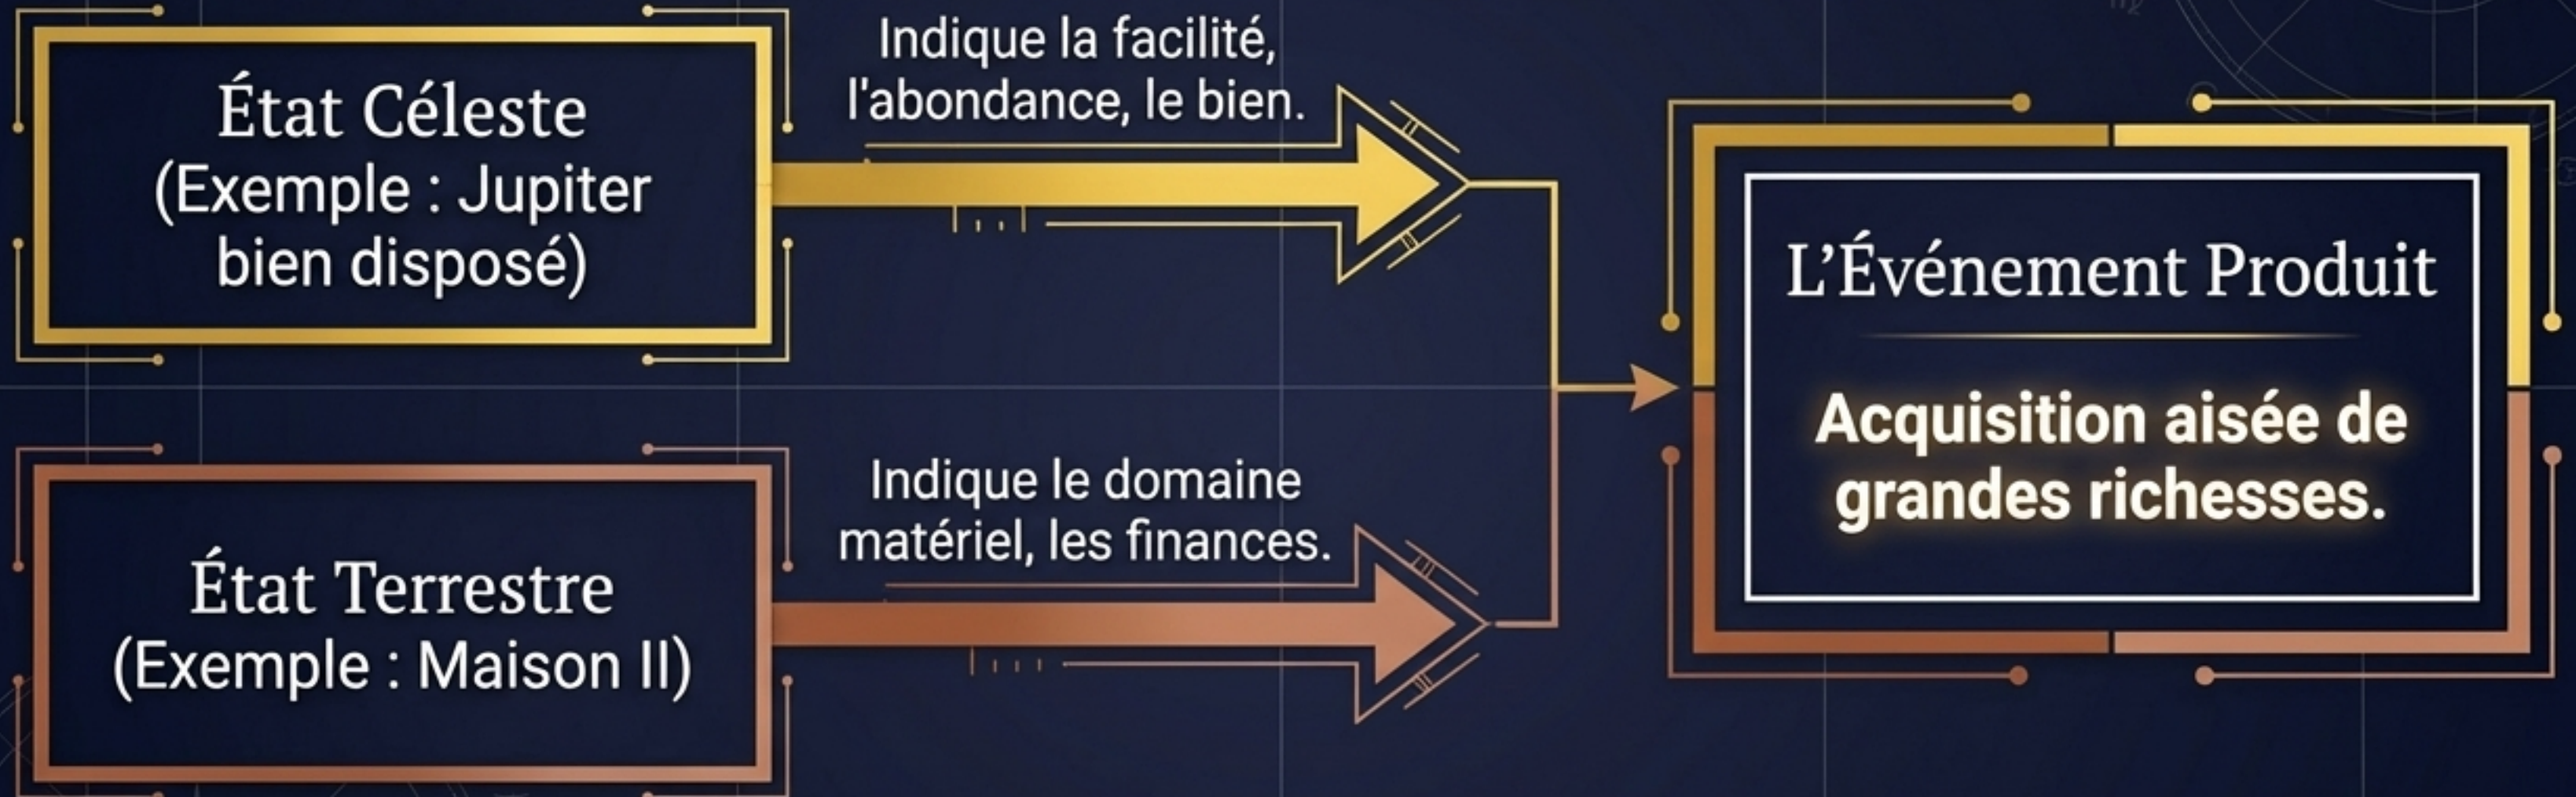 État Céleste
(Exemple : Jupiter
bien disposé)
Indique la facilité,
l'abondance, le bien.
État Terrestre
(Exemple : Maison II)
Indique le domaine
matériel, les finances.
L’Événement Produit
Acquisition aisée de
grandes richesses.